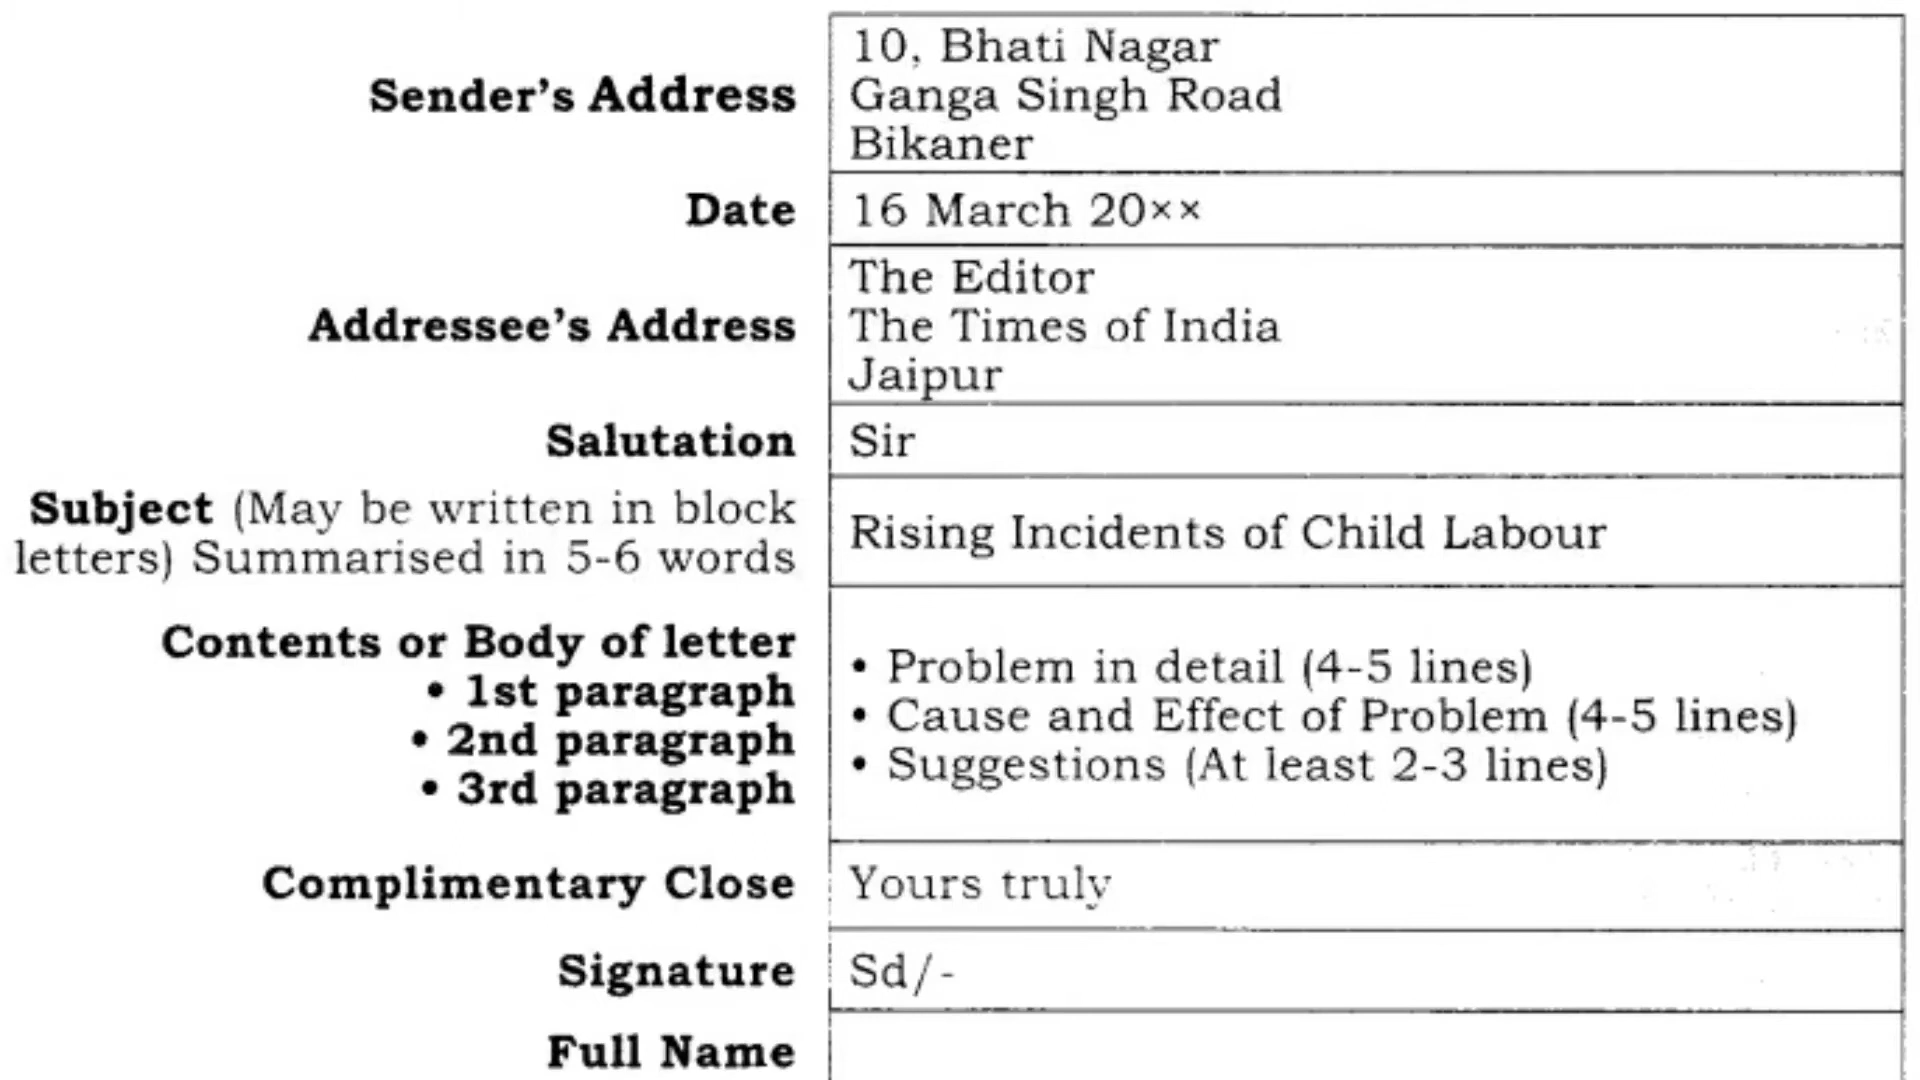 Sender's Address
10, Bhati Nagar
Ganga Singh Road
Bikaner
Date
16 March 20××
Addressee's Address
The Editor
The Times of India
Jaipur
Salutation
Sir
Subject (May be written in block
letters) Summarised in 5-6 words
Rising Incidents of Child Labour
Contents or Body of letter
• 1st paragraph
• 2nd paragraph
• 3rd paragraph
• Problem in detail (4-5 lines)
• Cause and Effect of Problem (4-5 lines)
• Suggestions (At least 2-3 lines)
Complimentary Close
Yours truly
Signature
Sd/-
Full Name